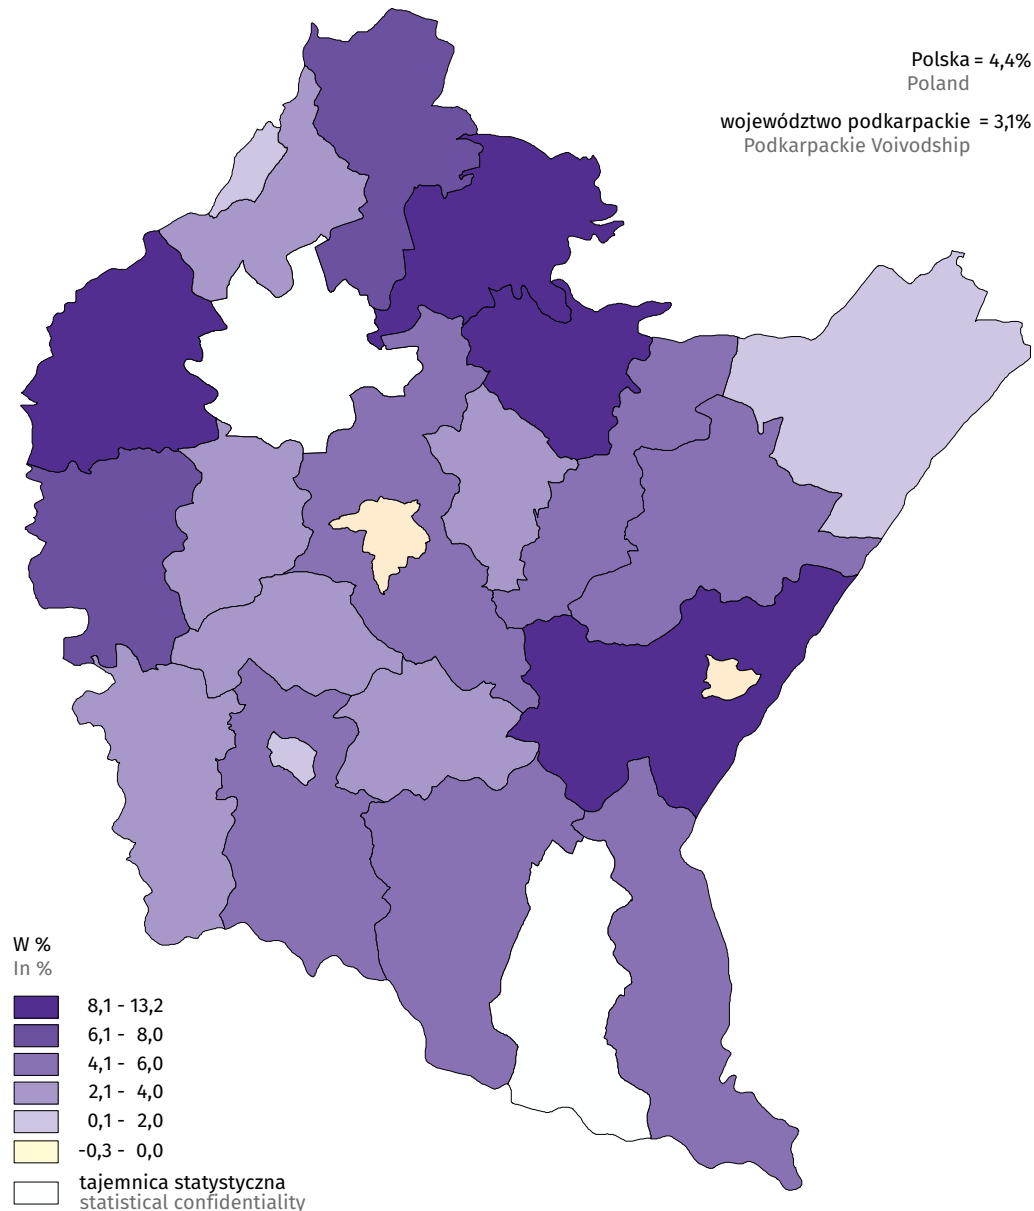 Polska = 4,4%
Poland
województwo podkarpackie = 3,1%
Podkarpackie Voivodship
W %
In %
8,1 - 13,2
6,1 - 8,0
4,1 - 6,0
2,1 - 4,0
0,1 - 2,0
-0,3 - 0,0
tajemnica statystyczna
statistical confidentiality